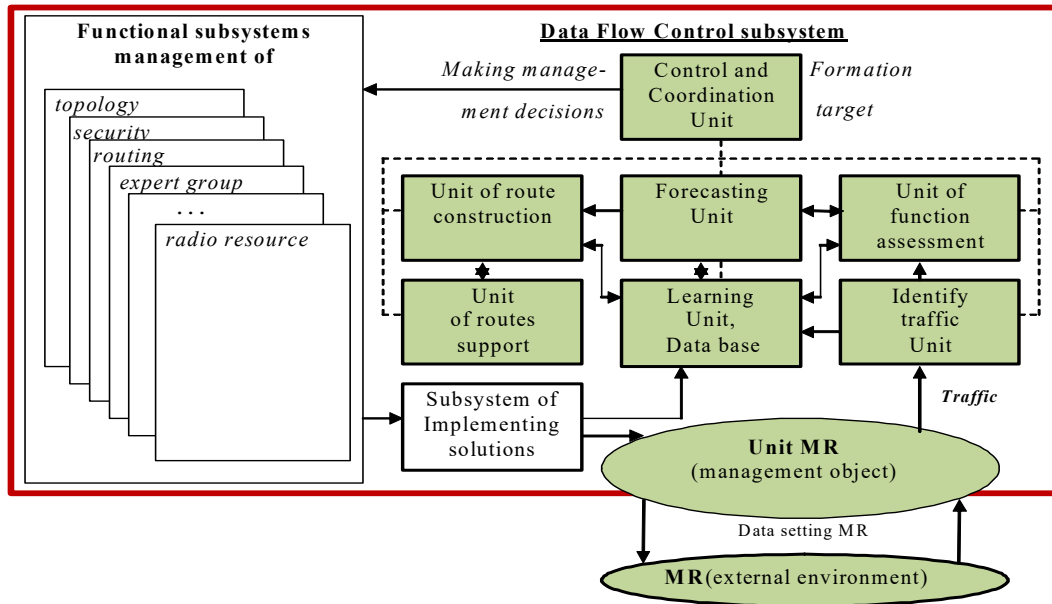 Functional subsystems
management of
topology
security
routing
expert group
...
radio resource
Data Flow Control subsystem
Making manage-
ment decisions
Control and
Coordination
Unit
Formation
target
Unit of route
construction
Forecasting
Unit
Unit of
function
assessment
Unit
of routes
support
Learning
Unit,
Data base
Identify
traffic
Unit
Subsystem of
Implementing
solutions
Traffic
Unit MR
(management object)
Data setting MR
MR(external environment)